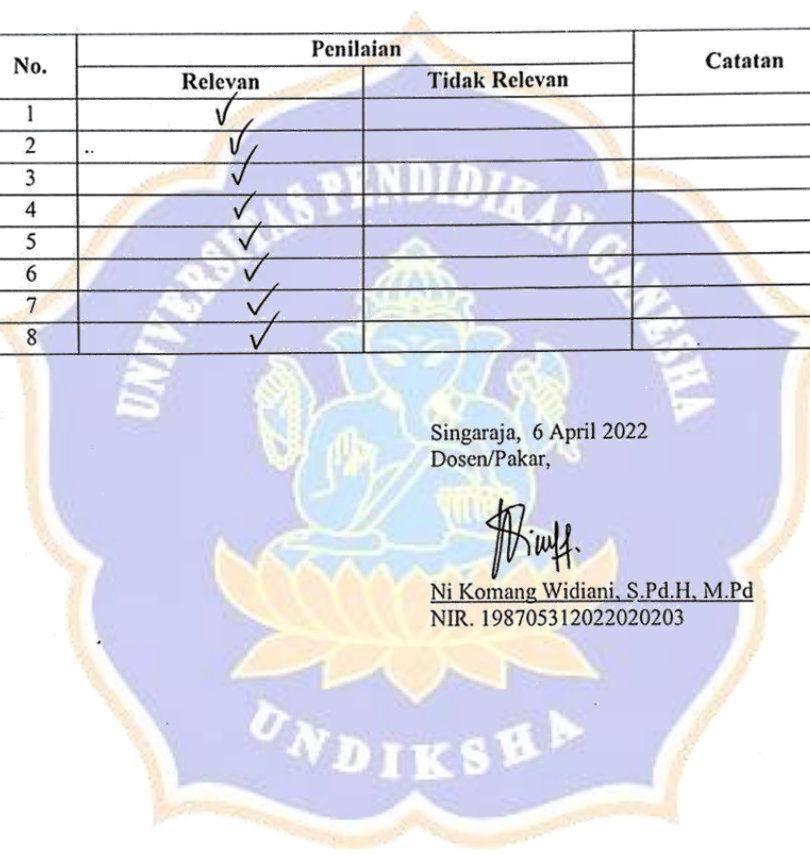 No. Penilaian Catatan
Relevan Tidak Relevan
1 ✓
2 ✓
3 ✓
4 ✓
5 ✓
6 ✓
7 ✓
8 ✓
UNIVERSITAS PENDIDIKAN GANESHA
Singaraja, 6 April 2022
Dosen/Pakar,
Ni Komang Widiani, S.Pd.H, M.Pd
NIR. 198705312022020203
UNDIKSHA